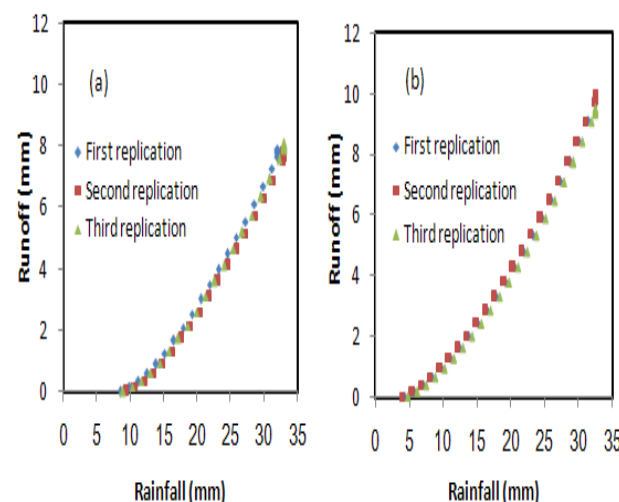 12
10
8
6
4
2
0
Runoff (mm)
(a)
First replication
Second replication
Third replication
0 5 10 15 20 25 30 35
Rainfall (mm)
12
10
8
6
4
2
0
Runoff (mm)
(b)
First replication
Second replication
Third replication
0 5 10 15 20 25 30 35
Rainfall (mm)